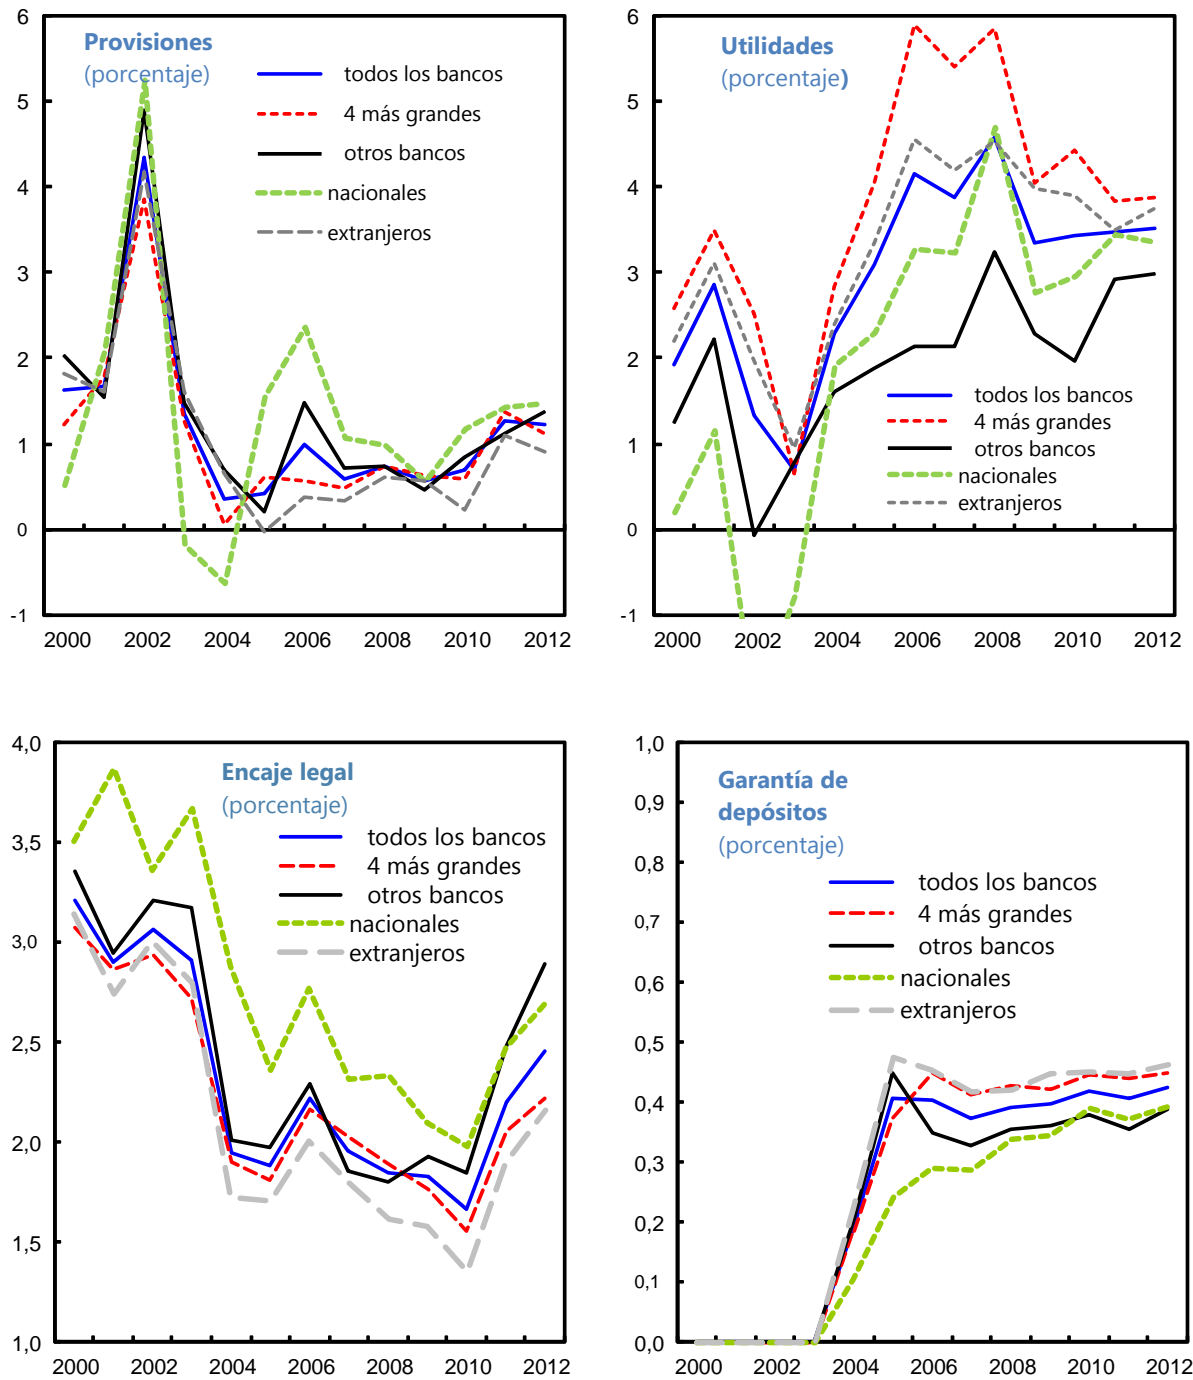 Provisiones
(porcentaje)
todos los bancos
4 más grandes
otros bancos
nacionales
extranjeros
6
5
4
3
2
1
0
-1
2000 2002 2004 2006 2008 2010 2012
Utilidades
(porcentaje)
todos los bancos
4 más grandes
otros bancos
nacionales
extranjeros
6
5
4
3
2
1
0
-1
2000 2002 2004 2006 2008 2010 2012
Encaje legal
(porcentaje)
todos los bancos
4 más grandes
otros bancos
nacionales
extranjeros
4,0
3,5
3,0
2,5
2,0
1,5
1,0
2000 2002 2004 2006 2008 2010 2012
Garantía de
depósitos
(porcentaje)
todos los bancos
4 más grandes
otros bancos
nacionales
extranjeros
1,0
0,9
0,8
0,7
0,6
0,5
0,4
0,3
0,2
0,1
0,0
2000 2002 2004 2006 2008 2010 2012